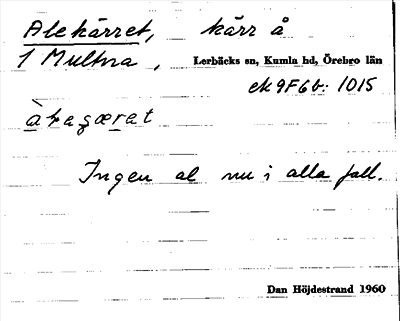 Alekärret, kärr å
1 Multna, Lerbäcks sn, Kumla hd, Örebro län
ek 9F6b: 1015
Ingen al nu i alla fall.
Dan Höjdestrand 1960